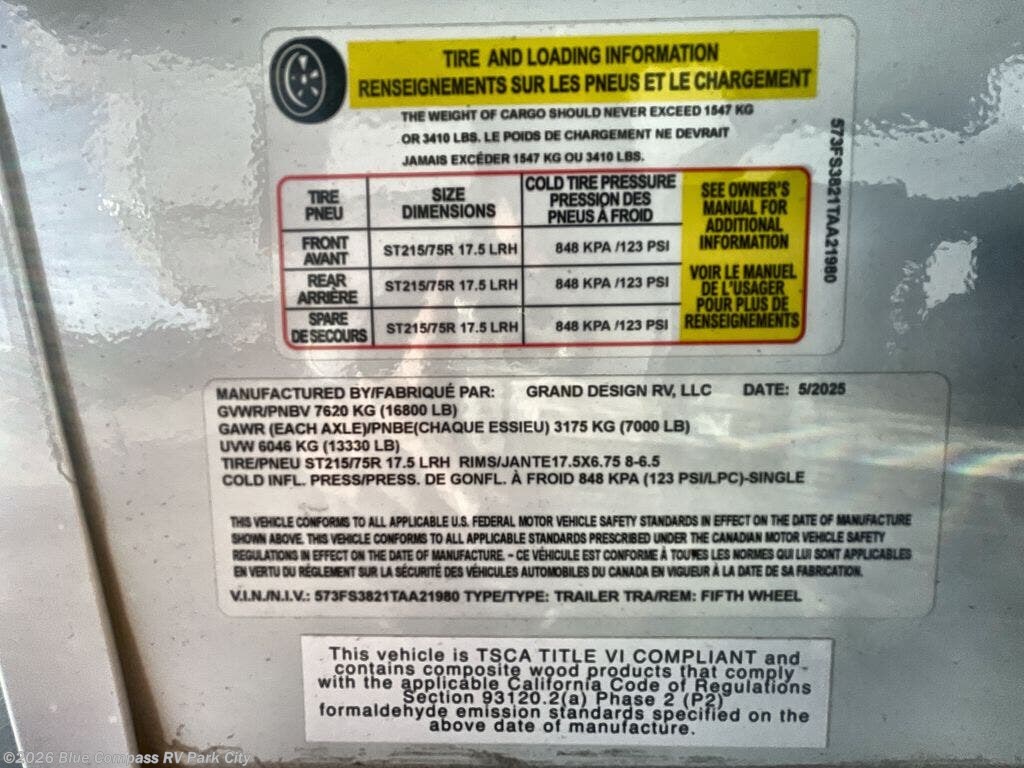 TIRE AND LOADING INFORMATION
RENSEIGNEMENTS SUR LES PNEUS ET LE CHARGEMENT
THE WEIGHT OF CARGO SHOULD NEVER EXCEED 1547 KG
OR 3410 LBS. LE POIDS DE CHARGEMENT NE DEVRAIT
JAMAIS EXCÉDER 1547 KG OU 3410 LBS.
TIRE
PNEU
SIZE
DIMENSIONS
COLD TIRE PRESSURE
PRESSION DES
PNEUS À FROID
SEE OWNER'S
MANUAL FOR
ADDITIONAL
INFORMATION
VOIR LE MANUEL
DE L'USAGER
POUR PLUS DE
RENSEIGNEMENTS
FRONT
AVANT
ST215/75R 17.5 LRH
848 KPA /123 PSI
REAR
ARRIÈRE
ST215/75R 17.5 LRH
848 KPA /123 PSI
SPARE
DE SECOURS
ST215/75R 17.5 LRH
848 KPA /123 PSI
573FS3821TAA21980
MANUFACTURED BY/FABRIQUÉ PAR: GRAND DESIGN RV, LLC DATE: 5/2025
GVWR/PNBV 7620 KG (16800 LB)
GAWR (EACH AXLE)/PNBE(CHAQUE ESSIEU) 3175 KG (7000 LB)
UVW 6046 KG (13330 LB)
TIRE/PNEU ST215/75R 17.5 LRH RIMS/JANTE17.5X6.75 8-6.5
COLD INFL. PRESS/PRESS. DE GONFL. À FROID 848 KPA (123 PSI/LPC)-SINGLE
THIS VEHICLE CONFORMS TO ALL APPLICABLE U.S. FEDERAL MOTOR VEHICLE SAFETY STANDARDS IN EFFECT ON THE DATE OF MANUFACTURE
SHOWN ABOVE. THIS VEHICLE CONFORMS TO ALL APPLICABLE STANDARDS PRESCRIBED UNDER THE CANADIAN MOTOR VEHICLE SAFETY
REGULATIONS IN EFFECT ON THE DATE OF MANUFACTURE. - CE VÉHICULE EST CONFORME À TOUTES LES NORMES QUI LUI SONT APPLICABLES
EN VERTU DU RÉGLEMENT SUR LA SÉCURITÉ DES VÉHICULES AUTOMOBILES DU CANADA EN VIGUEUR À LA DATE DE SA FABRICATION.
V.I.N./N.I.V.: 573FS3821TAA21980 TYPE/TYPE: TRAILER TRA/REM: FIFTH WHEEL
This vehicle is TSCA TITLE VI COMPLIANT and
contains composite wood products that comply
with the applicable California Code of Regulations
Section 93120.2(a) Phase 2 (P2)
formaldehyde emission standards specified on the
above date of manufacture.
©2026 Blue Compass RV Park City